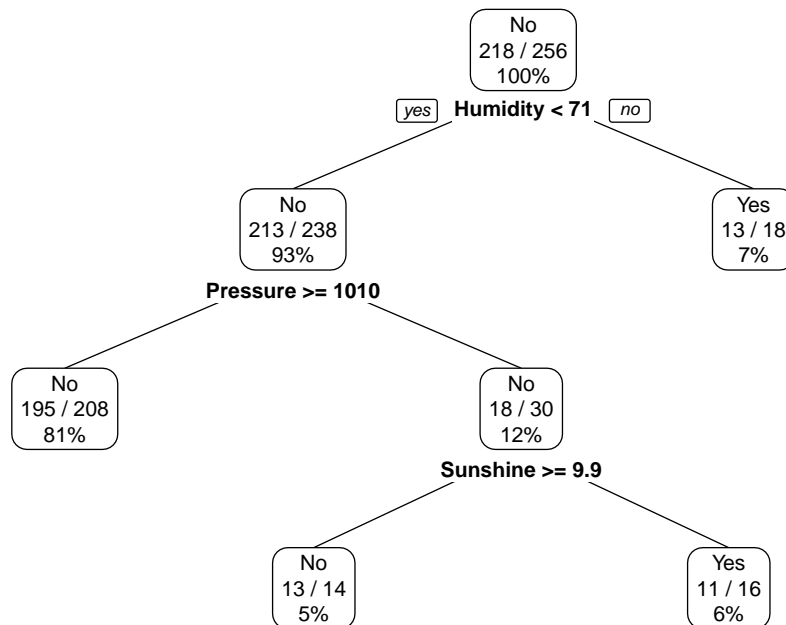 No
218 / 256
100%
yes Humidity < 71 no
No
213 / 238
93%
Yes
13 / 18
7%
Pressure >= 1010
No
195 / 208
81%
No
18 / 30
12%
Sunshine >= 9.9
No
13 / 14
5%
Yes
11 / 16
6%